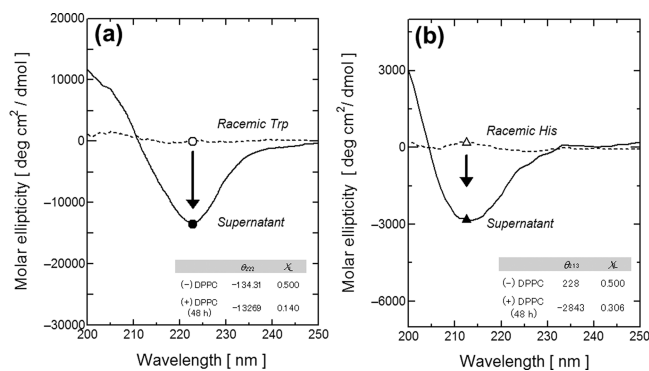 (a)
Molar ellipticity [ deg cm²/ dmol ]
20000
10000
0
−10000
−20000
−30000
Racemic Trp
Supernatant
θ223 XL
(−) DPPC −134.31 0.500
(+) DPPC (48 h) −13269 0.140
200 210 220 230 240 250
Wavelength [ nm ]
(b)
Molar ellipticity [ deg cm²/ dmol ]
3000
0
−3000
−6000
Racemic His
Supernatant
θ213 XL
(−) DPPC 228 0.500
(+) DPPC (48 h) −2843 0.306
200 210 220 230 240 250
Wavelength [ nm ]